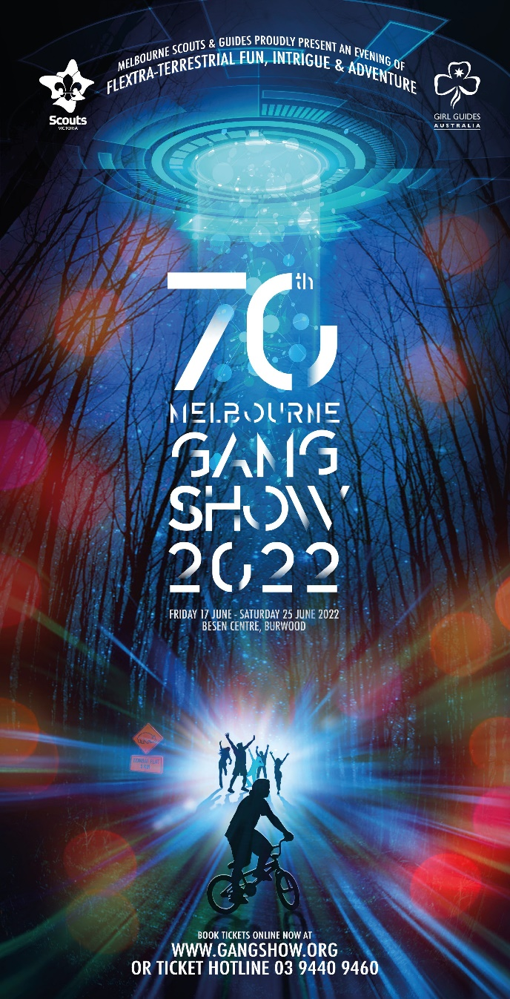 MELBOURNE SCOUTS & GUIDES PROUDLY PRESENT AN EVENING OF
FLEXTRA-TERRESTRIAL FUN, INTRIGUE & ADVENTURE
Scouts
VICTORIA
GIRL GUIDES
AUSTRALIA
70th
MELBOURNE
GANG
SHOW
2022
FRIDAY 17 JUNE - SATURDAY 25 JUNE 2022
BESEN CENTRE, BURWOOD
BOOK TICKETS ONLINE NOW AT
WWW.GANGSHOW.ORG
OR TICKET HOTLINE 03 9440 9460